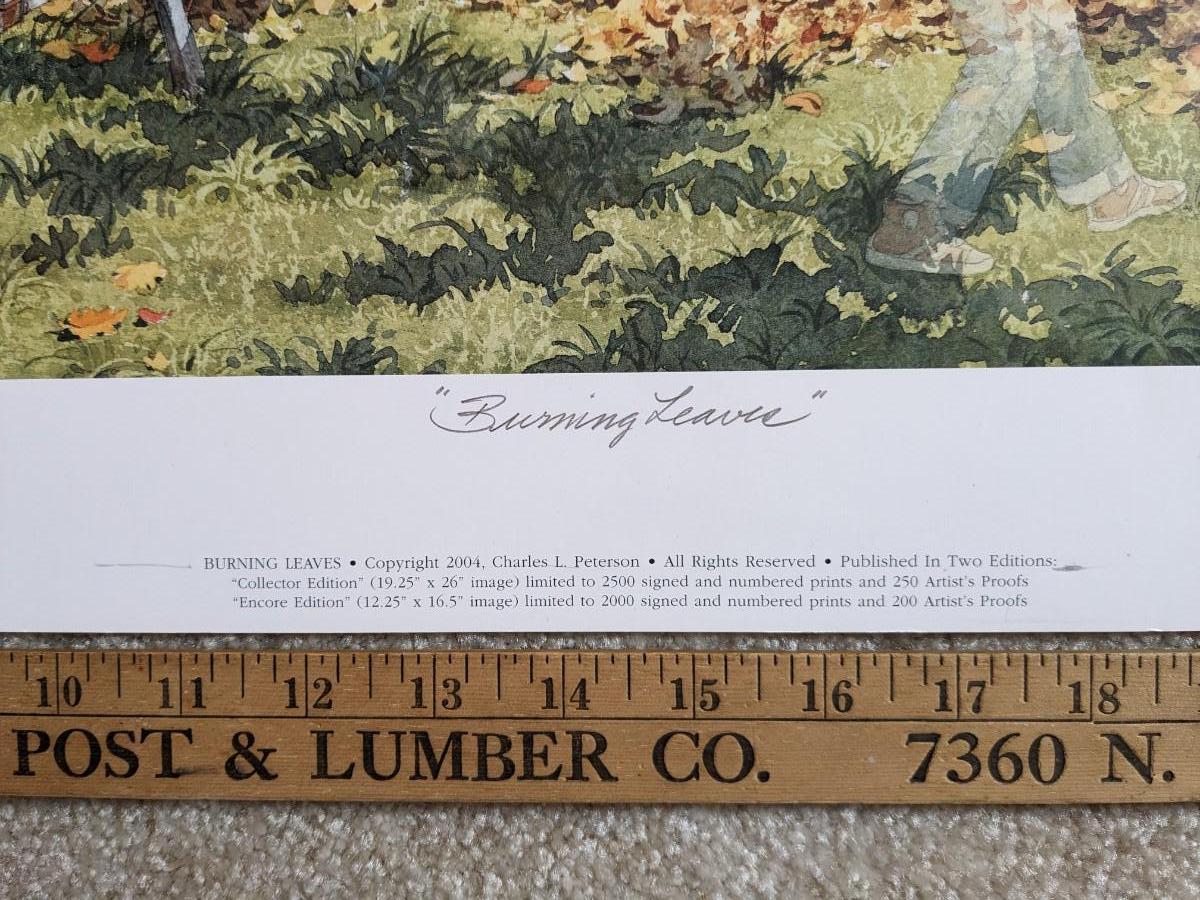 "Burning Leaves"
BURNING LEAVES • Copyright 2004, Charles L. Peterson • All Rights Reserved • Published In Two Editions:
“Collector Edition” (19.25” x 26” image) limited to 2500 signed and numbered prints and 250 Artist’s Proofs
“Encore Edition” (12.25” x 16.5” image) limited to 2000 signed and numbered prints and 200 Artist’s Proofs
10 11 12 13 14 15 16 17 18
POST & LUMBER CO. 7360 N.